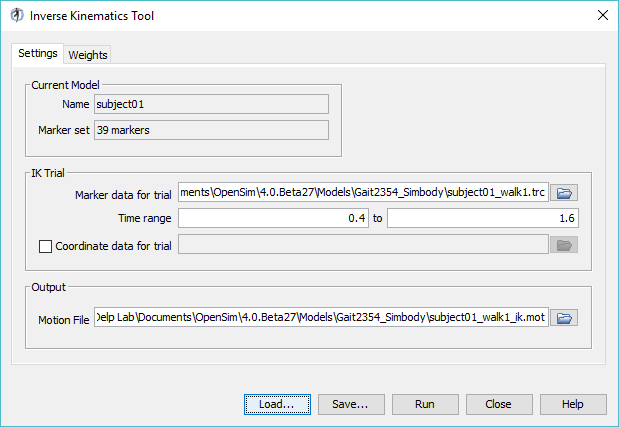 Inverse Kinematics Tool
Settings Weights
Current Model
Name subject01
Marker set 39 markers
IK Trial
Marker data for trial ments\OpenSim\4.0.Beta27\Models\Gait2354_Simbody\subject01_walk1.trc
Time range 0.4 to 1.6
Coordinate data for trial
Output
Motion File Delp Lab\Documents\OpenSim\4.0.Beta27\Models\Gait2354_Simbody\subject01_walk1_ik.mot
Load... Save... Run Close Help